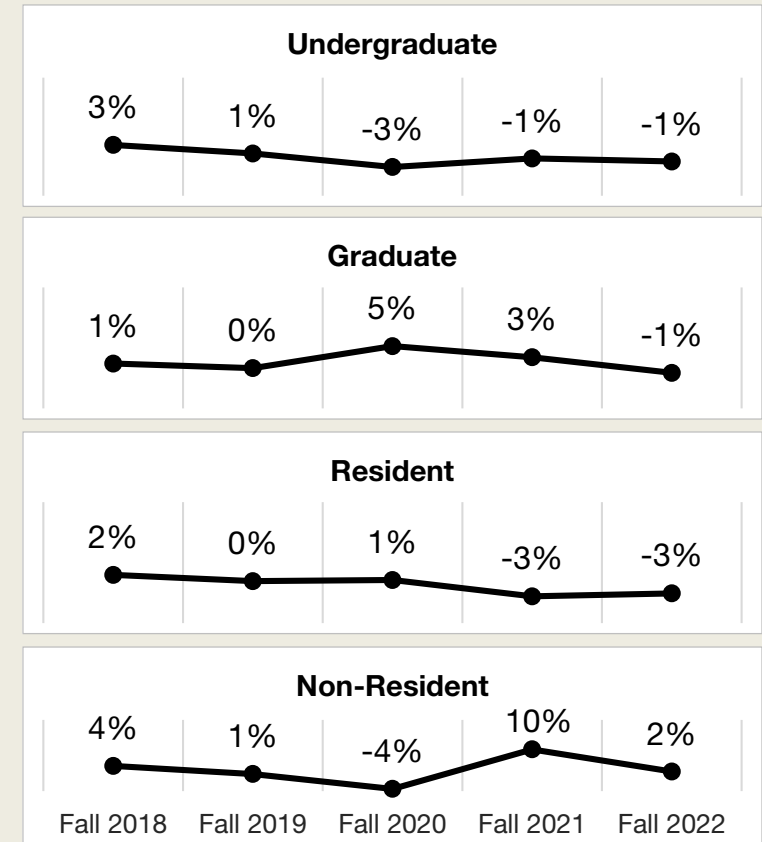 Undergraduate
3% 1% -3% -1% -1%
Graduate
1% 0% 5% 3% -1%
Resident
2% 0% 1% -3% -3%
Non-Resident
4% 1% -4% 10% 2%
Fall 2018 Fall 2019 Fall 2020 Fall 2021 Fall 2022